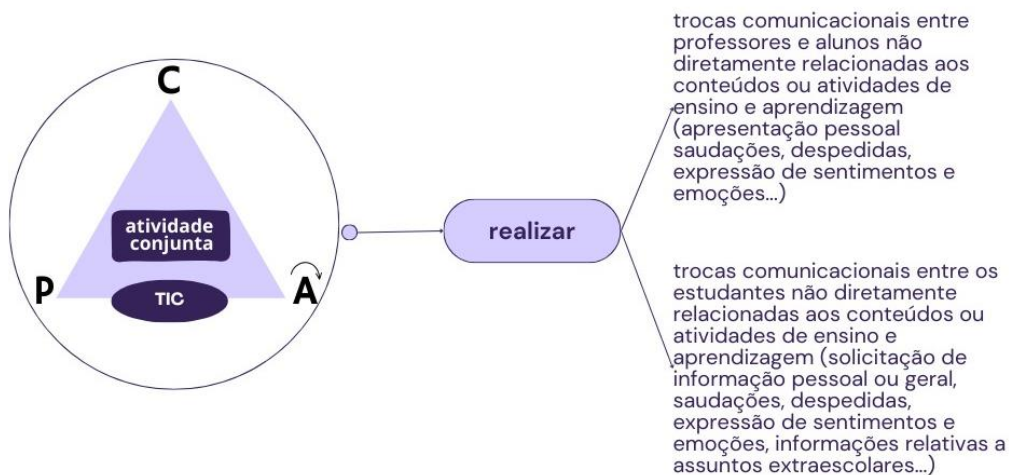 C
atividade
conjunta
P
TIC
A
realizar
trocas comunicacionais entre
professores e alunos não
diretamente relacionadas aos
conteúdos ou atividades de
ensino e aprendizagem
(apresentação pessoal
saudações, despedidas,
expressão de sentimentos e
emoções...)
trocas comunicacionais entre os
estudantes não diretamente
relacionadas aos conteúdos ou
atividades de ensino e
aprendizagem (solicitação de
informação pessoal ou geral,
saudações, despedidas,
expressão de sentimentos e
emoções, informações relativas a
assuntos extraescolares...)